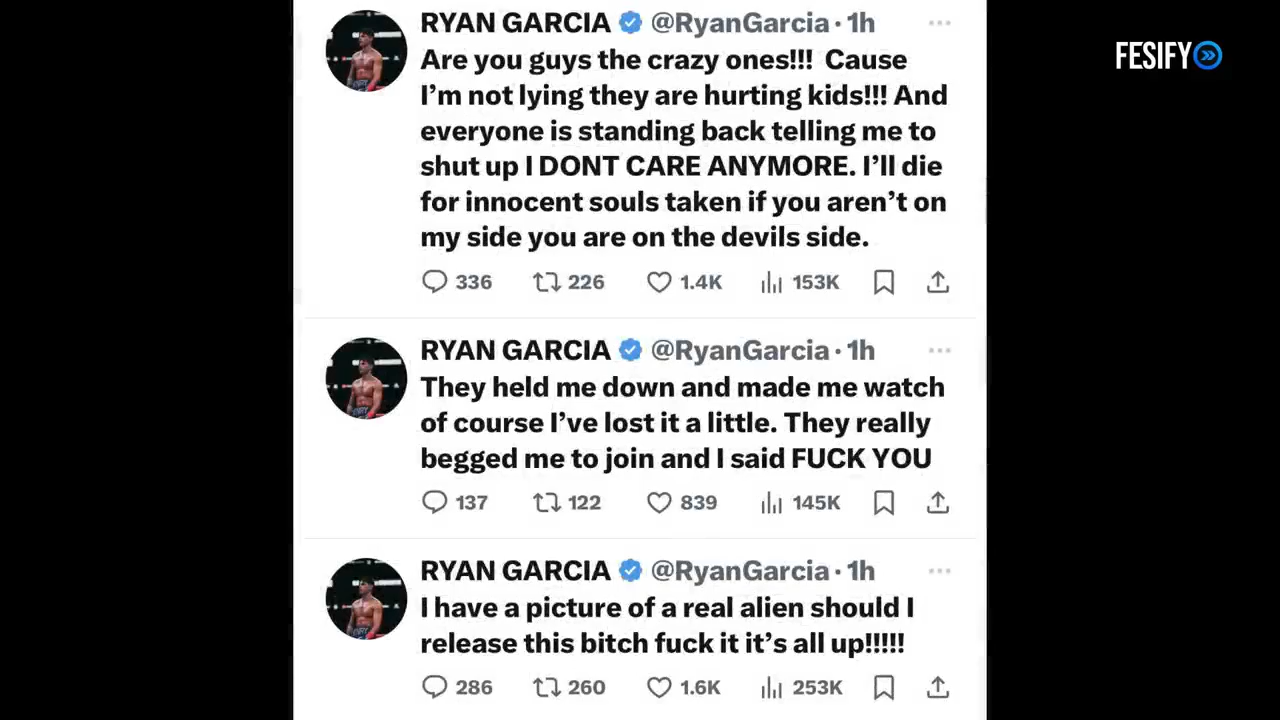 RYAN GARCIA @RyanGarcia · 1h
FESIFY
Are you guys the crazy ones!!! Cause
I'm not lying they are hurting kids!!! And
everyone is standing back telling me to
shut up I DONT CARE ANYMORE. I'll die
for innocent souls taken if you aren't on
my side you are on the devils side.
336 226 1.4K 153K
RYAN GARCIA @RyanGarcia · 1h
They held me down and made me watch
of course I've lost it a little. They really
begged me to join and I said FUCK YOU
137 122 839 145K
RYAN GARCIA @RyanGarcia · 1h
I have a picture of a real alien should I
release this bitch fuck it it's all up!!!!!
286 260 1.6K 253K